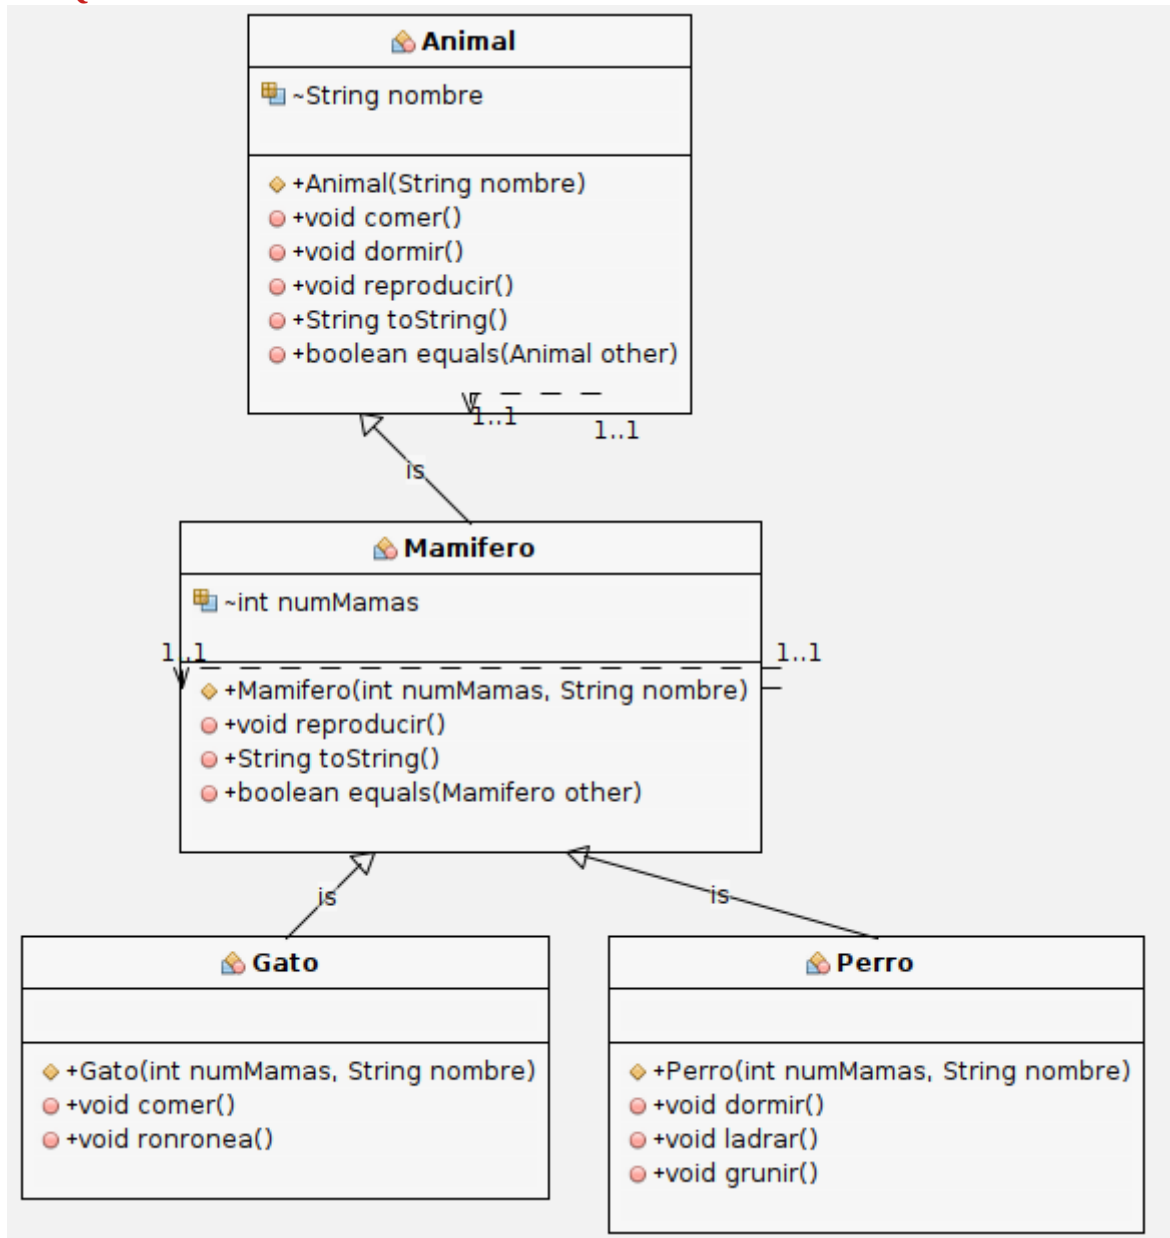 Animal
~String nombre
+Animal(String nombre)
+void comer()
+void dormir()
+void reproducir()
+String toString()
+boolean equals(Animal other)
1..1
1..1
is
Mamifero
~int numMamas
1..1
1..1
+Mamifero(int numMamas, String nombre)
+void reproducir()
+String toString()
+boolean equals(Mamifero other)
is
is
Gato
+Gato(int numMamas, String nombre)
+void comer()
+void ronronea()
Perro
+Perro(int numMamas, String nombre)
+void dormir()
+void ladrar()
+void grunir()